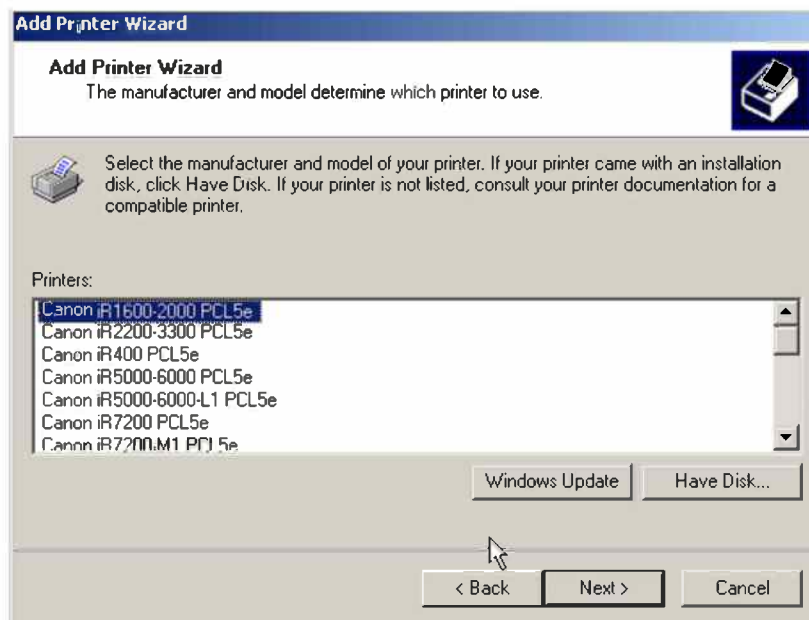 Add Printer Wizard
Add Printer Wizard
The manufacturer and model determine which printer to use.
Select the manufacturer and model of your printer. If your printer came with an installation
disk, click Have Disk. If your printer is not listed, consult your printer documentation for a
compatible printer.
Printers:
Canon iR1600-2000 PCL5e
Canon iR2200-3300 PCL5e
Canon iR400 PCL5e
Canon iR5000-6000 PCL5e
Canon iR5000-6000-L1 PCL5e
Canon iR7200 PCL5e
Canon iR7200-M1 PCL5e
Windows Update
Have Disk...
< Back
Next >
Cancel